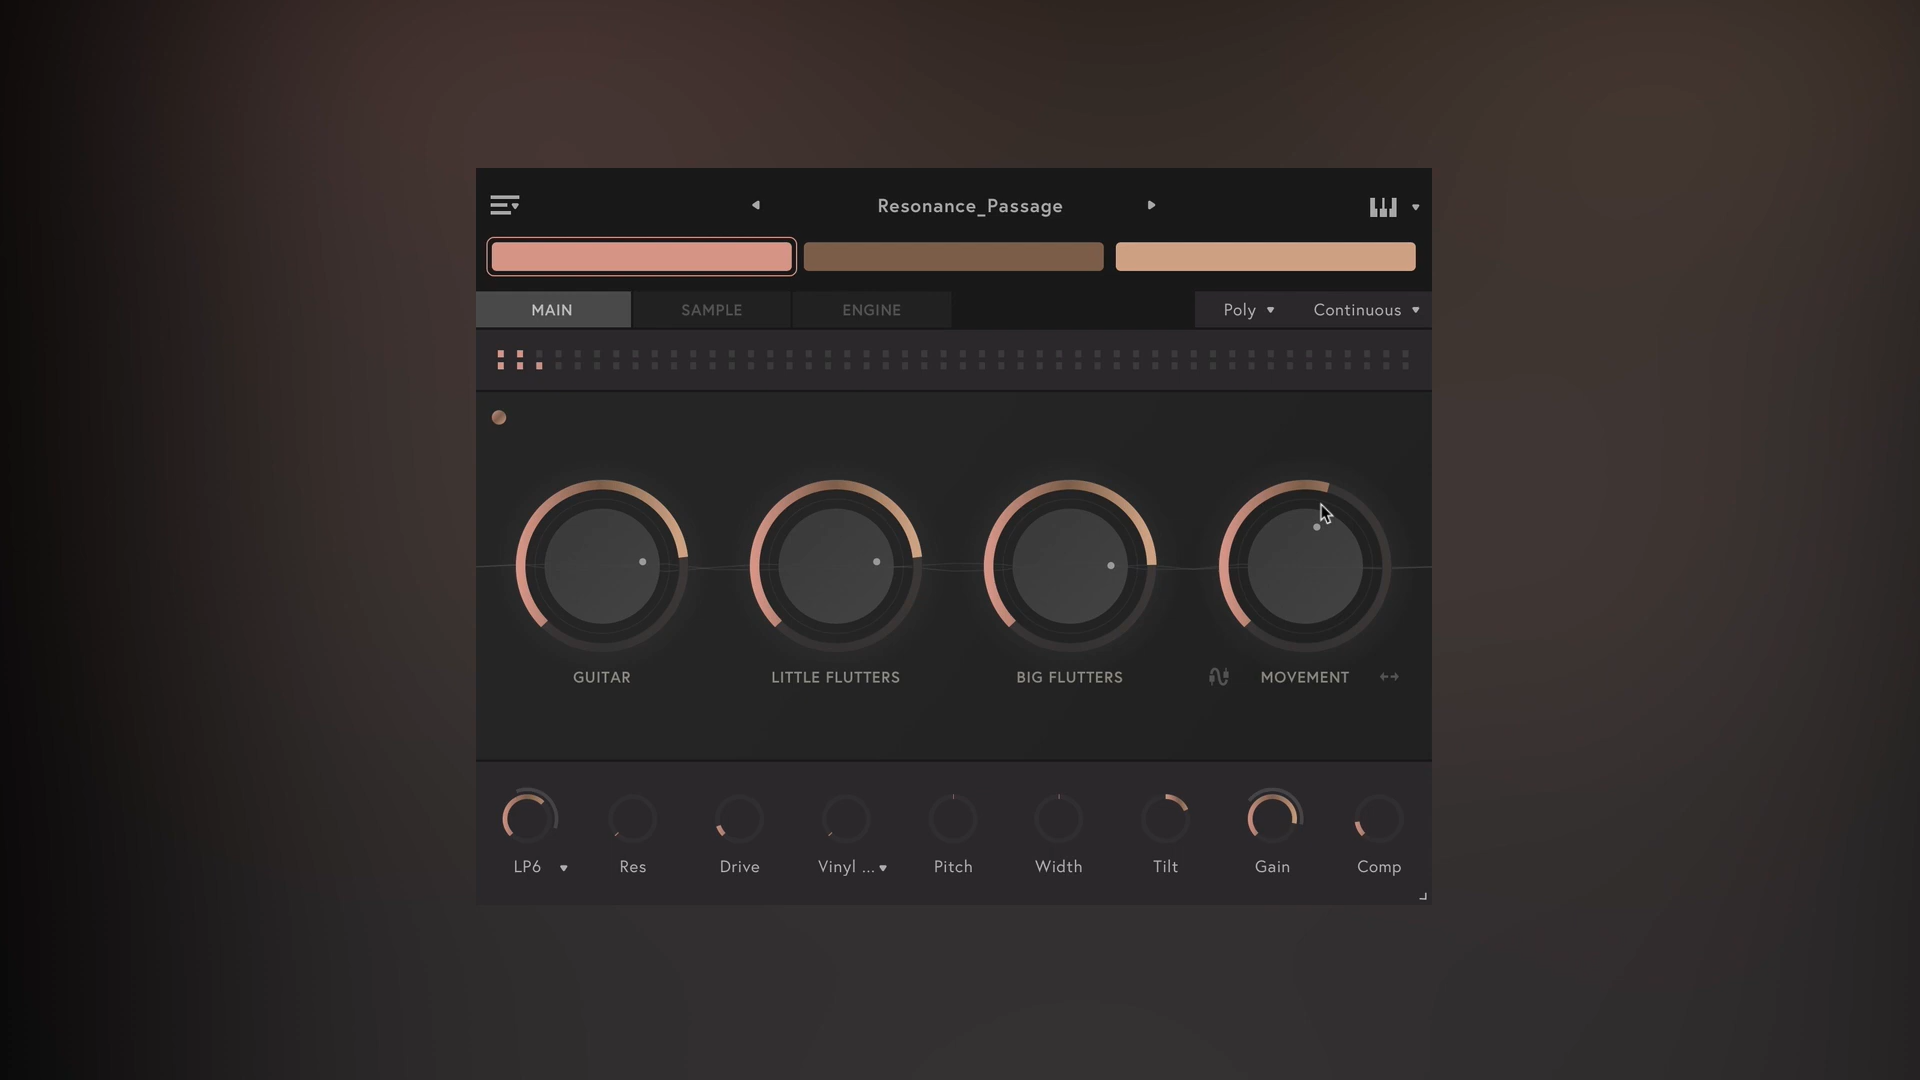 Resonance_Passage
MAIN
SAMPLE
ENGINE
Poly
Continuous
GUITAR
LITTLE FLUTTERS
BIG FLUTTERS
MOVEMENT
LP6
Res
Drive
Vinyl ...
Pitch
Width
Tilt
Gain
Comp